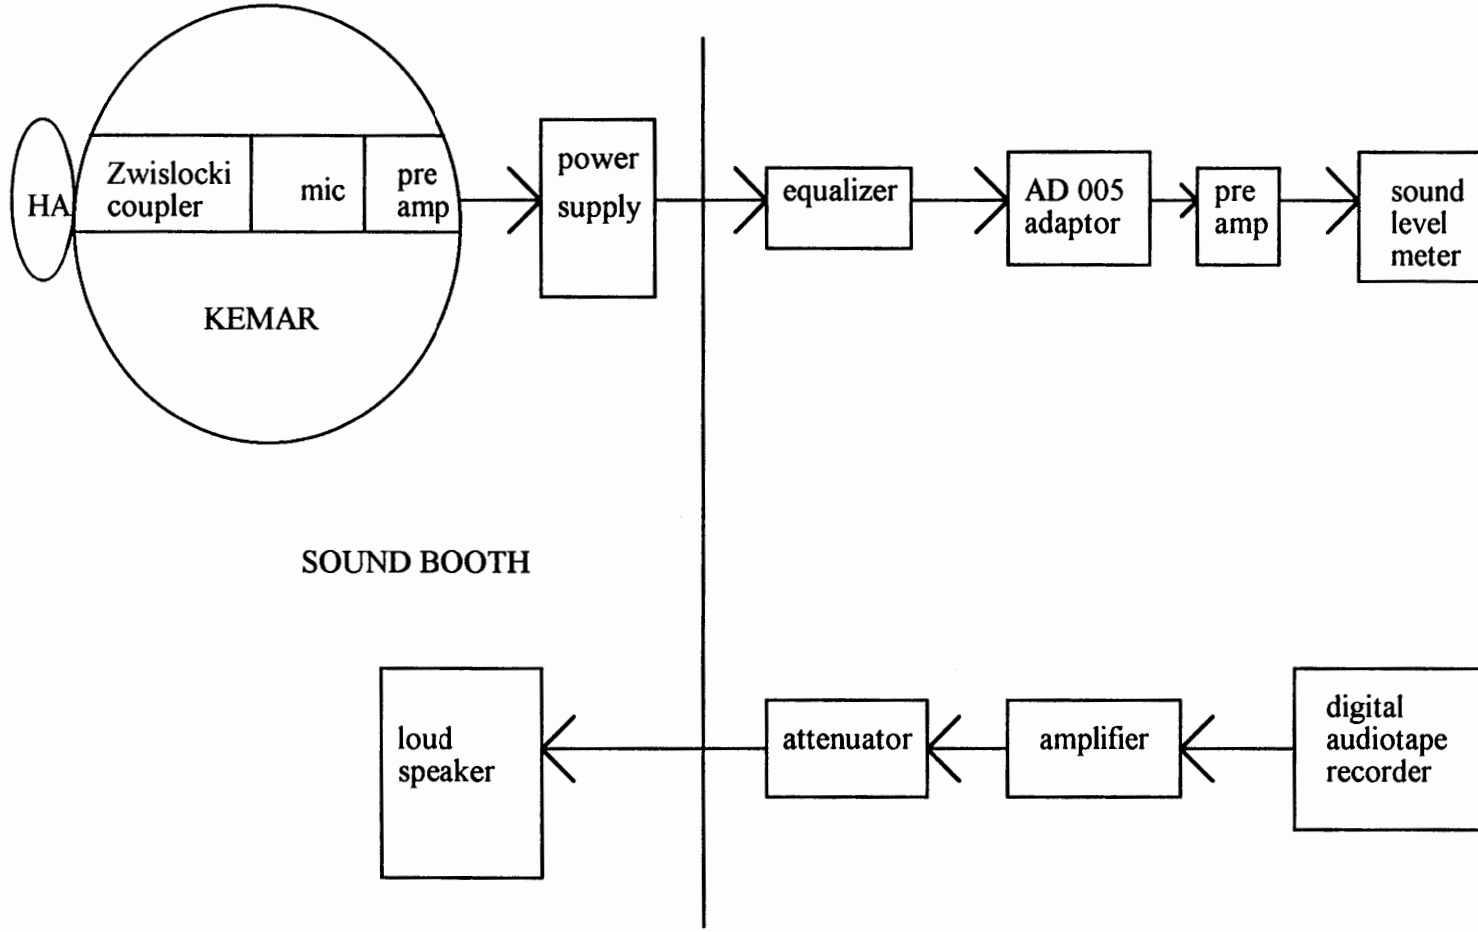 HA
Zwislocki
coupler
mic
pre
amp
KEMAR
power
supply
equalizer
AD 005
adaptor
pre
amp
sound
level
meter
SOUND BOOTH
loud
speaker
attenuator
amplifier
digital
audiotape
recorder